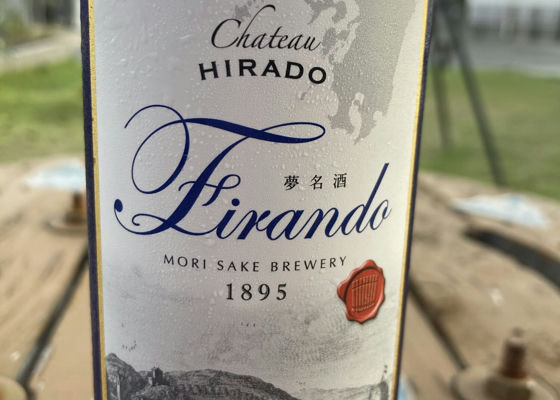 Chateau
HIRADO
夢名酒
Firando
MORI SAKE BREWERY
1895